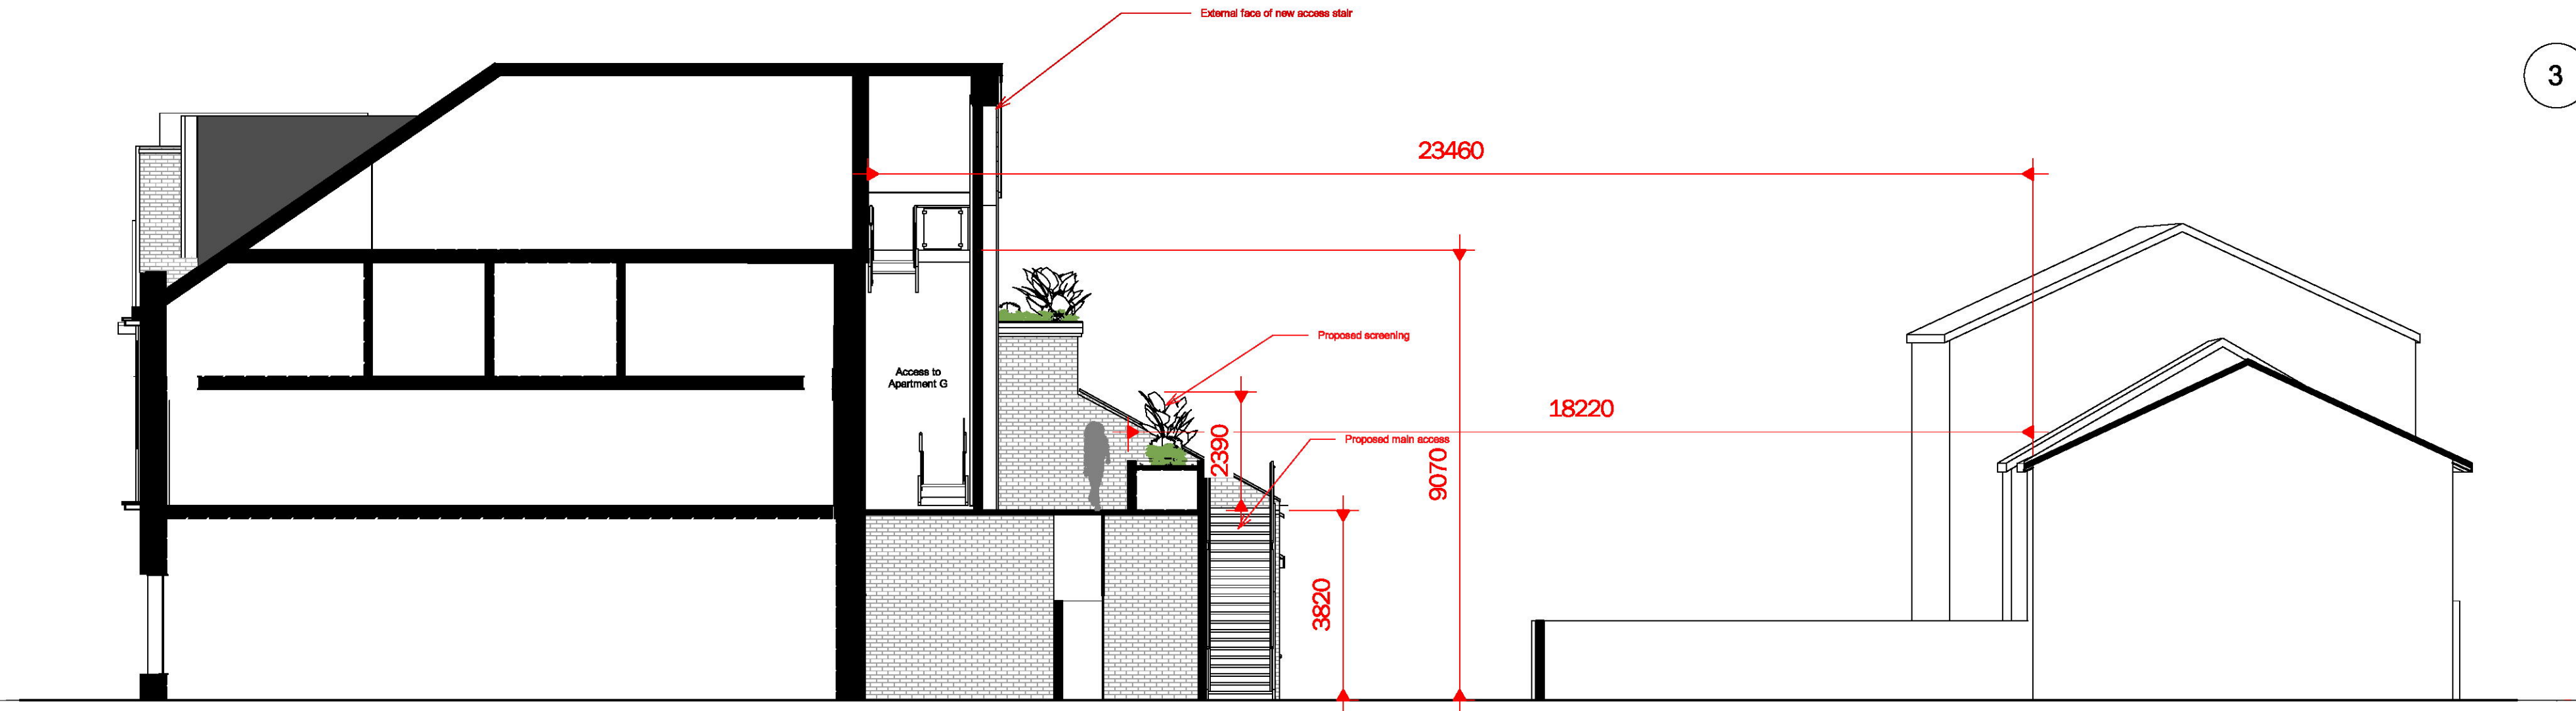 External face of new access stair
3
23460
Proposed screening
Access to
Apartment G
18220
2390
Proposed main access
9070
3820